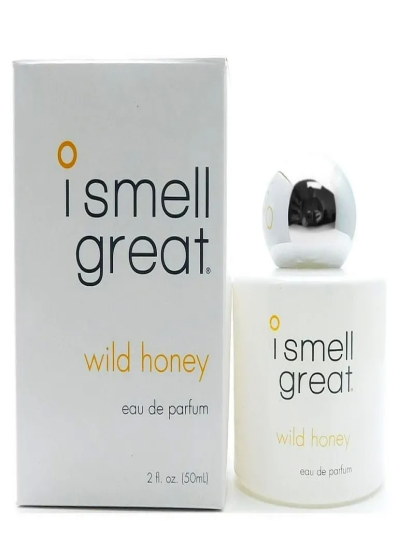 i smell
great®
wild honey
eau de parfum
2 fl. oz. (50mL)
i smell
great®
wild honey
eau de parfum